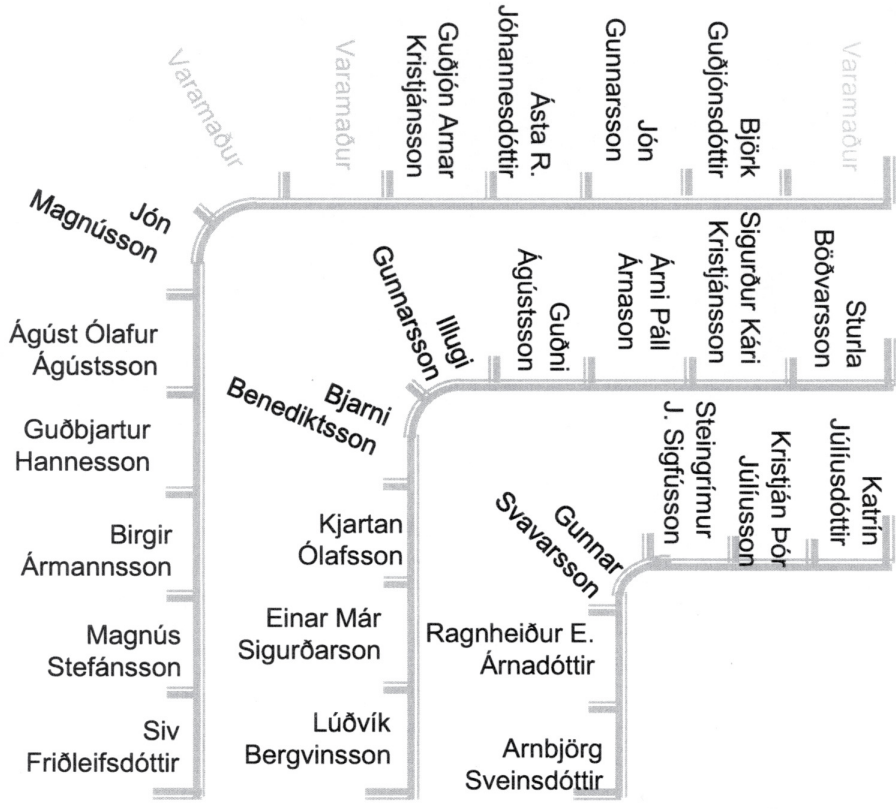 Varamaður
Varamaður
Guðjón Arnar
Kristjánsson
Ásta R.
Jóhannesdóttir
Jón
Gunnarsson
Björk
Guðjónsdóttir
Varamaður
Jón
Magnússon
Ágúst Ólafur
Ágústsson
Guðbjartur
Hannesson
Birgir
Ármannsson
Magnús
Stefánsson
Siv
Friðleifsdóttir
Illugi
Gunnarsson
Guðni
Ágústsson
Árni Páll
Árnason
Sigurður Kári
Kristjánsson
Sturla
Böðvarsson
Bjarni
Benediktsson
Kjartan
Ólafsson
Einar Már
Sigurðarson
Lúðvík
Bergvinsson
Gunnar
Svavarsson
Steingrímur
J. Sigfússon
Kristján Þór
Júlíusson
Katrín
Júlíusdóttir
Ragnheiður E.
Árnadóttir
Arnbjörg
Sveinsdóttir